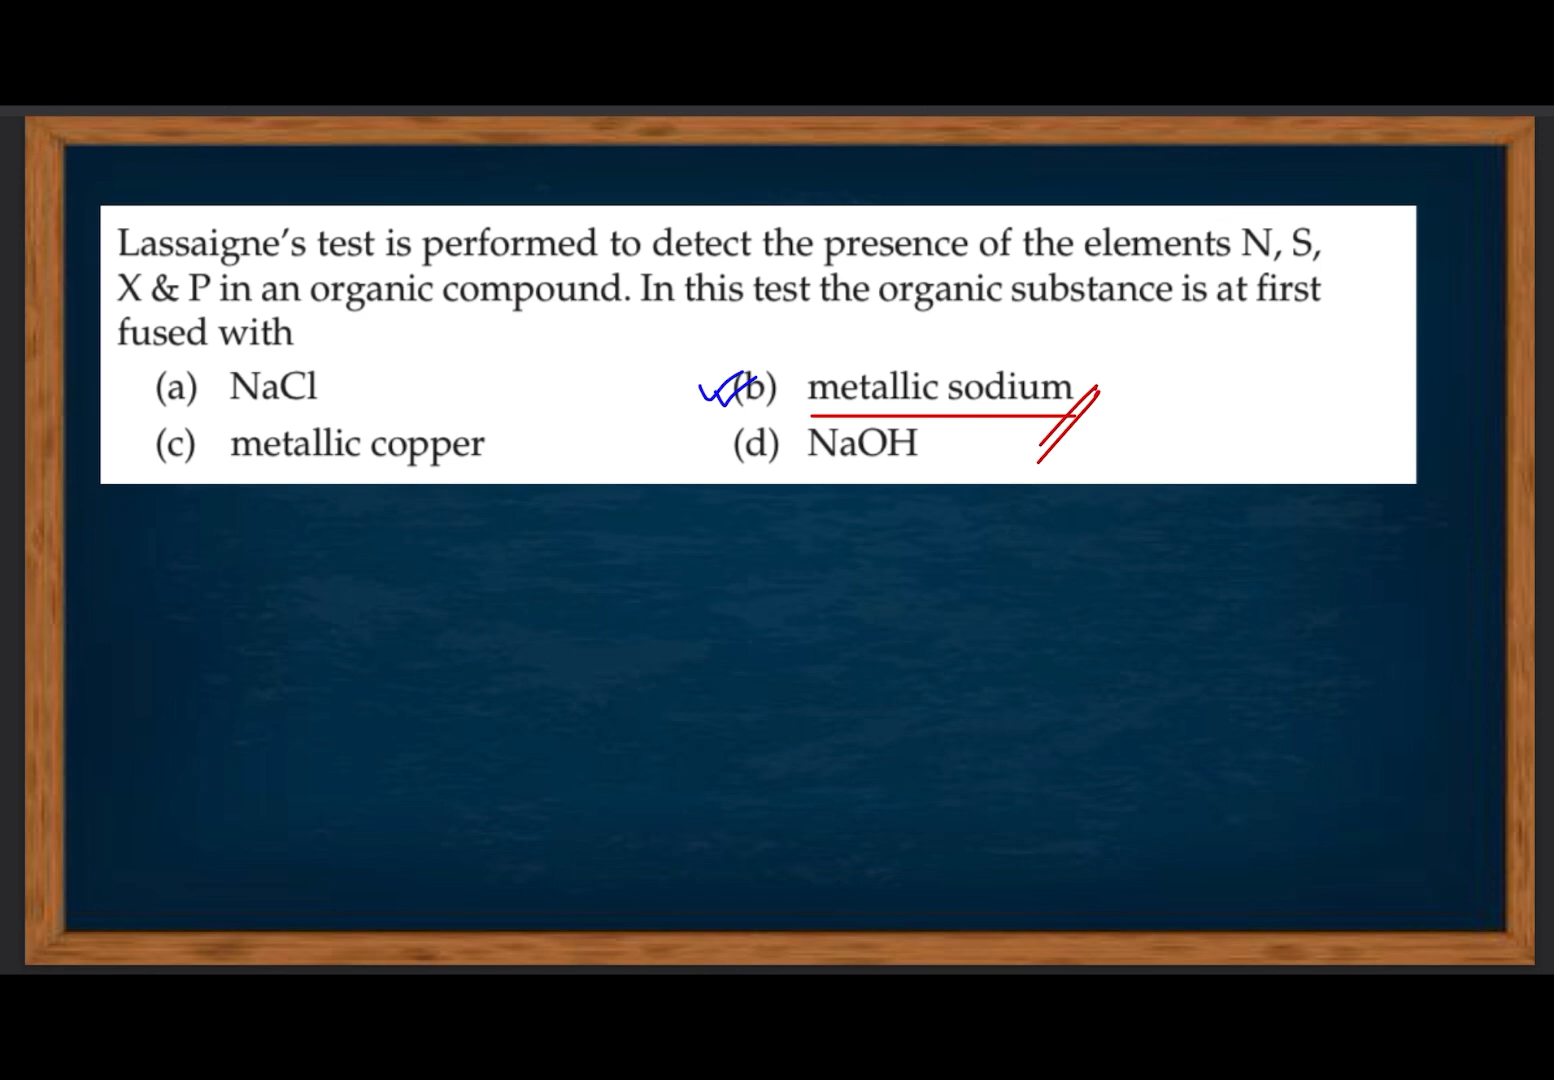 Lassaigne's test is performed to detect the presence of the elements N, S,
X & P in an organic compound. In this test the organic substance is at first
fused with
(a) NaCl (b) metallic sodium
(c) metallic copper (d) NaOH